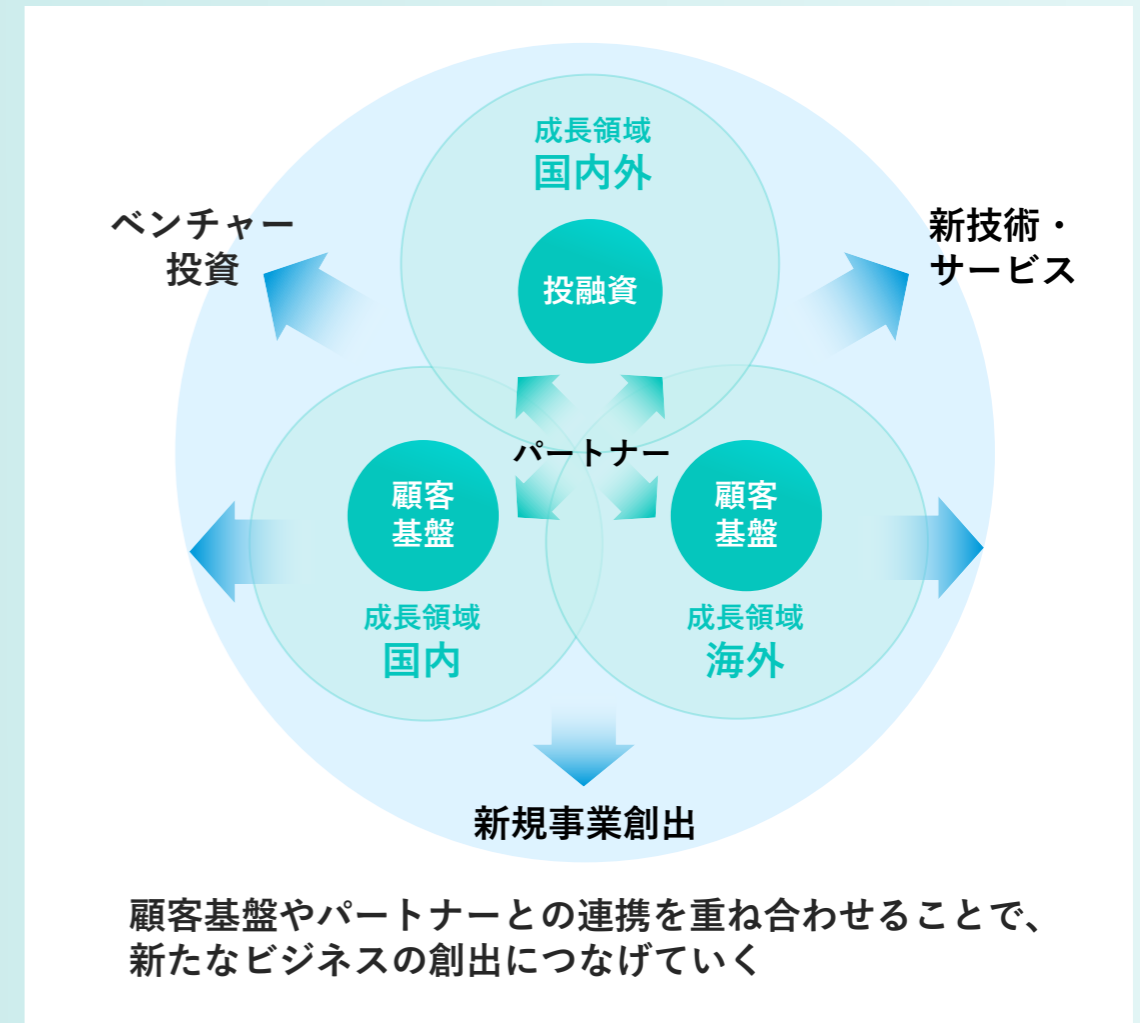 成長領域
国内外
ベンチャー
投資
新技術・
サービス
投融資
パートナー
顧客
基盤
成長領域
国内
顧客
基盤
成長領域
海外
新規事業創出
顧客基盤やパートナーとの連携を重ね合わせることで、
新たなビジネスの創出につなげていく